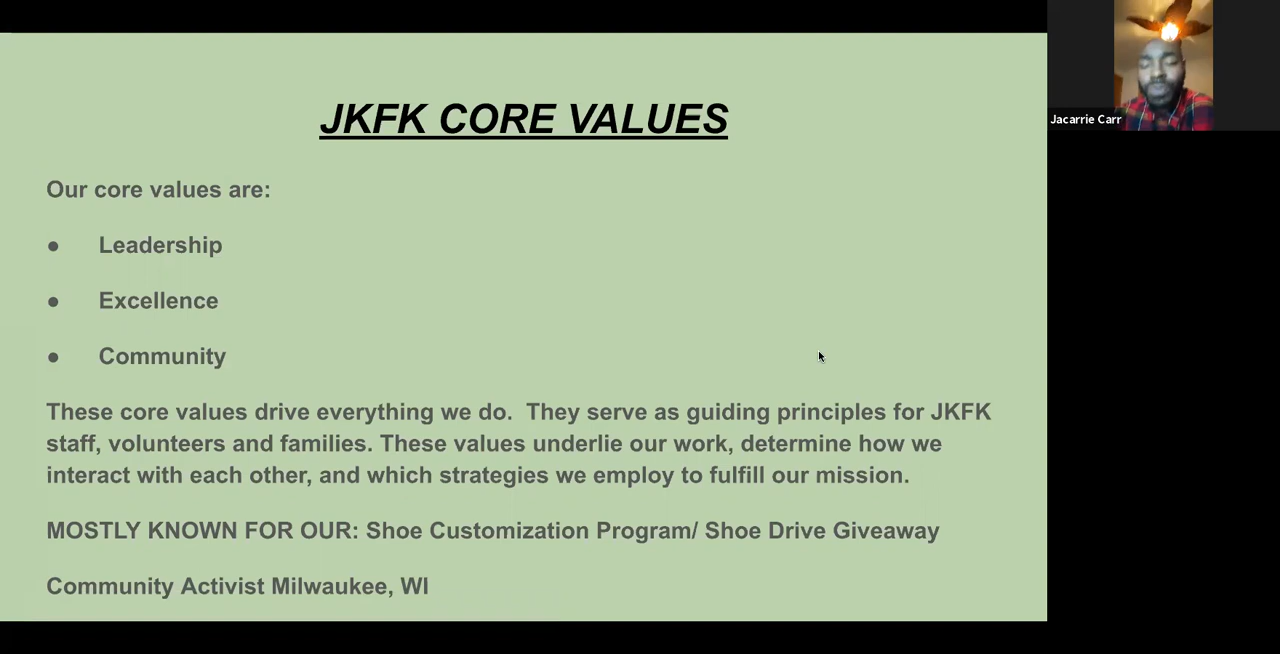 JKFK CORE VALUES
Our core values are:
● Leadership
● Excellence
● Community
These core values drive everything we do.  They serve as guiding principles for JKFK
staff, volunteers and families. These values underlie our work, determine how we
interact with each other, and which strategies we employ to fulfill our mission.
MOSTLY KNOWN FOR OUR: Shoe Customization Program/ Shoe Drive Giveaway
Community Activist Milwaukee, WI
Jacarrie Carr